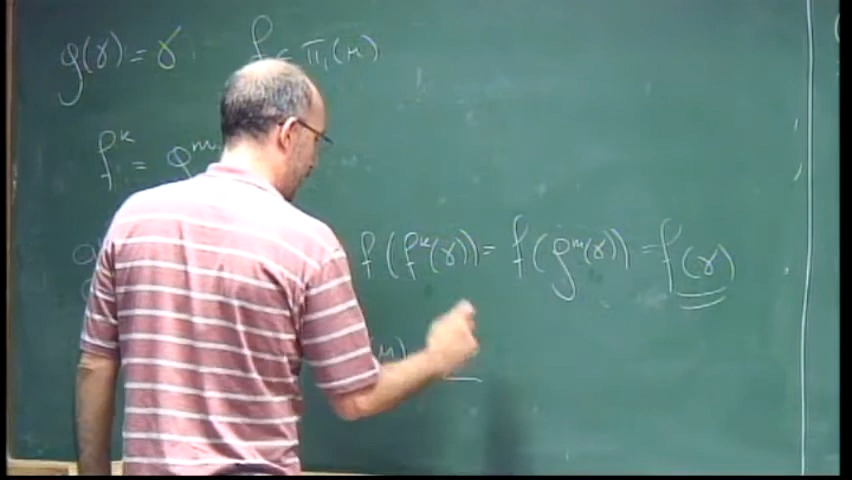 g(γ) = γ f ∈ π₁(M)
f^k = g^m
f(f^k(γ)) = f(g^m(γ)) = f(γ)
(M)